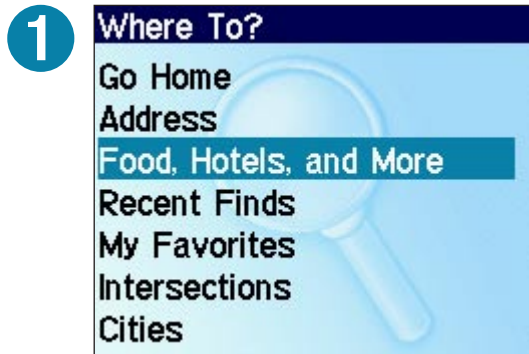 1
Where To?
Go Home
Address
Food, Hotels, and More
Recent Finds
My Favorites
Intersections
Cities